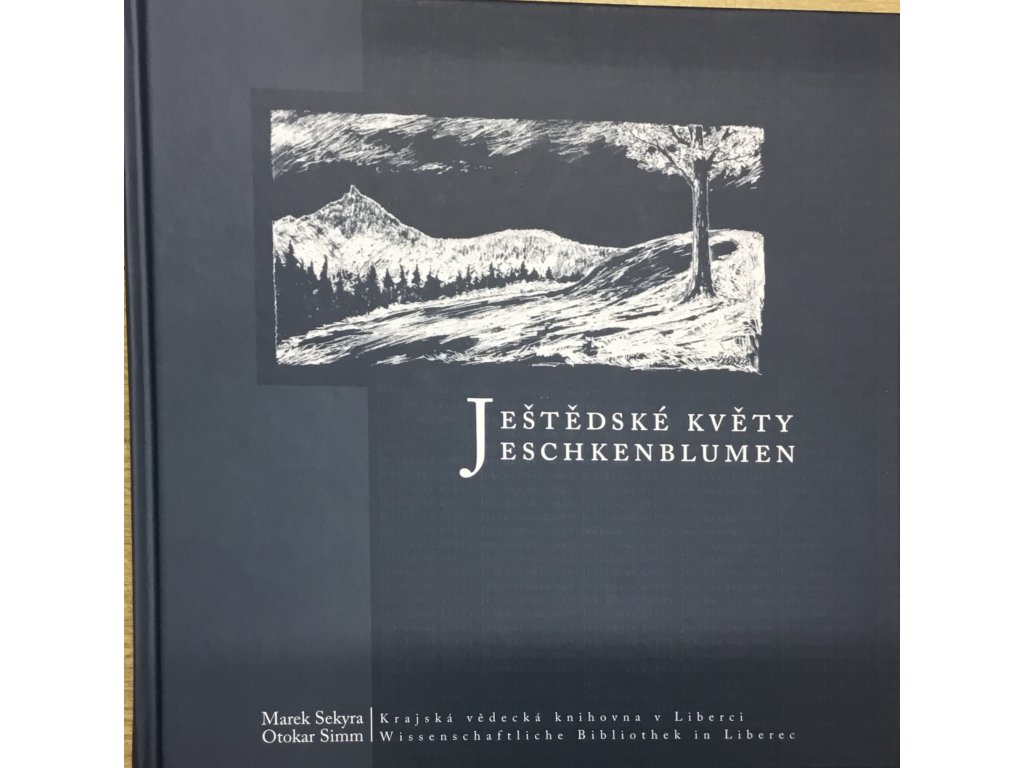 JEŠTĚDSKÉ KVĚTY
JESCHKENBLUMEN
Marek Sekyra | Krajská vědecká knihovna v Liberci
Otokar Simm | Wissenschaftliche Bibliothek in Liberec